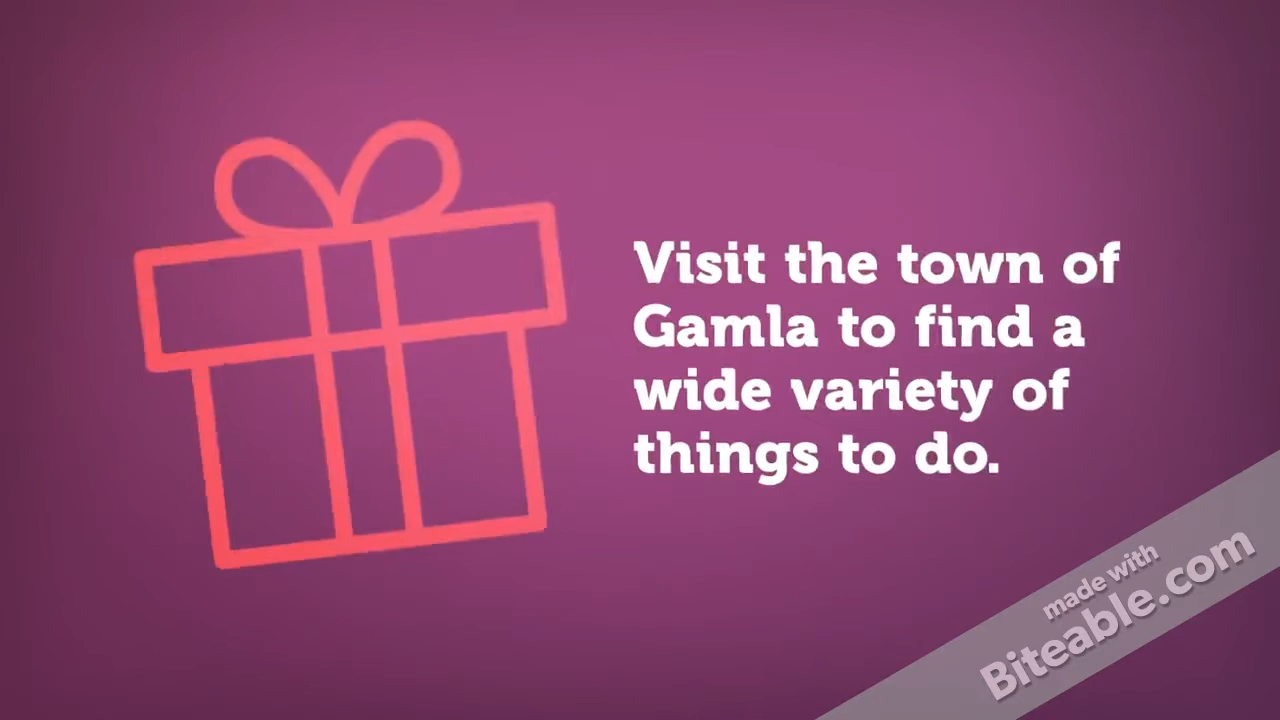 Visit the town of
Gamla to find a
wide variety of
things to do.
made with
Biteable.com